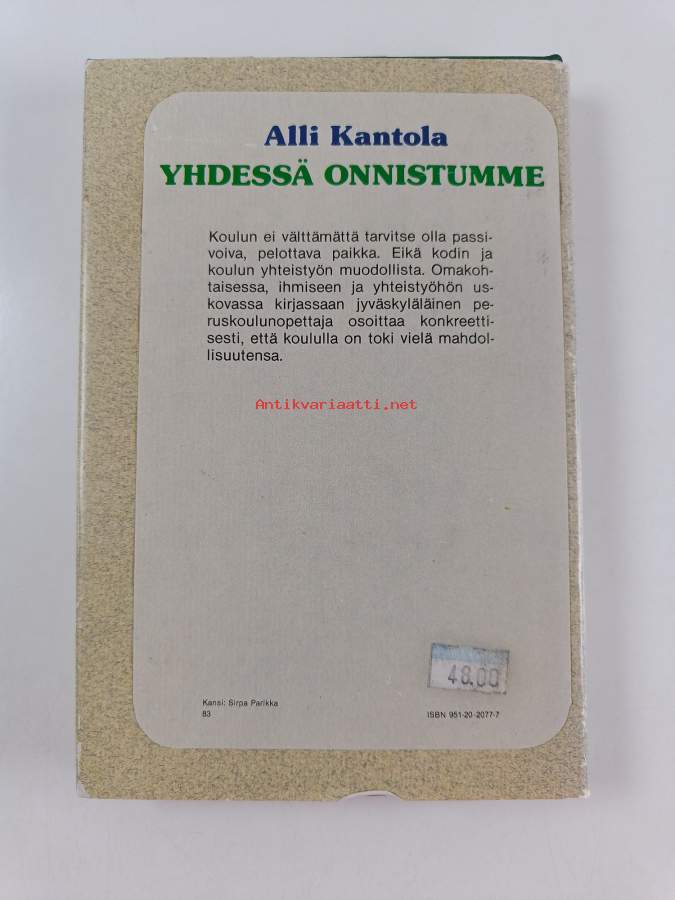 Alli Kantola
YHDESSÄ ONNISTUMME
Koulun ei välttämättä tarvitse olla passi-
voiva, pelottava paikka. Eikä kodin ja
koulun yhteistyön muodollista. Omakoh-
taisessa, ihmiseen ja yhteistyöhön us-
kovassa kirjassaan jyväskyläläinen pe-
ruskoulunopettaja osoittaa konkreetti-
sesti, että koululla on toki vielä mahdol-
lisuutensa.
Antikvariaatti.net
48.00
Kansi: Sirpa Parikka
83
ISBN 951-20-2077-7